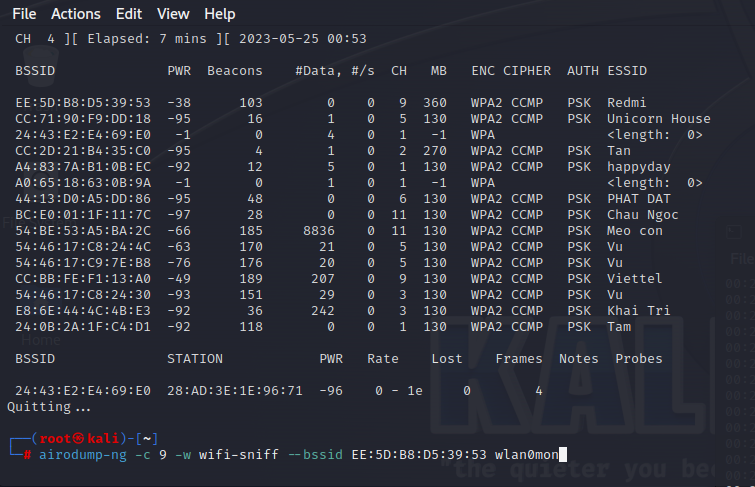 File Actions Edit View Help
CH 4 ][ Elapsed: 7 mins ][ 2023-05-25 00:53
BSSID PWR Beacons #Data, #/s CH MB ENC CIPHER AUTH ESSID
EE:5D:B8:D5:39:53 -38 103 0 0 9 360 WPA2 CCMP PSK Redmi
CC:71:90:F9:DD:18 -95 16 1 0 5 130 WPA2 CCMP PSK Unicorn House
24:43:E2:E4:69:E0 -1 0 4 0 1 -1 WPA <length: 0>
CC:2D:21:B4:35:C0 -95 4 1 0 2 270 WPA2 CCMP PSK Tan
A4:83:7A:B1:0B:EC -92 12 5 0 1 130 WPA2 CCMP PSK happyday
A0:65:18:63:0B:9A -1 0 1 0 1 -1 WPA <length: 0>
44:13:D0:A5:DD:86 -95 48 0 0 6 130 WPA2 CCMP PSK PHAT DAT
BC:E0:01:1F:11:7C -97 28 0 0 11 130 WPA2 CCMP PSK Chau Ngoc
54:BE:53:A5:BA:2C -66 185 8836 0 11 130 WPA2 CCMP PSK Meo con
54:46:17:C8:24:4C -63 170 21 0 5 130 WPA2 CCMP PSK Vu
54:46:17:C9:7E:B8 -76 176 20 0 5 130 WPA2 CCMP PSK Vu
CC:BB:FE:F1:13:A0 -49 189 207 0 9 130 WPA2 CCMP PSK Viettel
54:46:17:C8:24:30 -93 151 29 0 3 130 WPA2 CCMP PSK Vu
E8:6E:44:4C:4B:E3 -92 36 242 0 3 130 WPA2 CCMP PSK Khai Tri
24:0B:2A:1F:C4:D1 -92 118 0 0 1 130 WPA2 CCMP PSK Tam
BSSID STATION PWR Rate Lost Frames Notes Probes
24:43:E2:E4:69:E0 28:AD:3E:1E:96:71 -96 0 - 1e 0 4
Quitting...
┌──(root㉿kali)-[~]
└─# airodump-ng -c 9 -w wifi-sniff --bssid EE:5D:B8:D5:39:53 wlan0mon
Home
File
KAL
"the quieter you bec